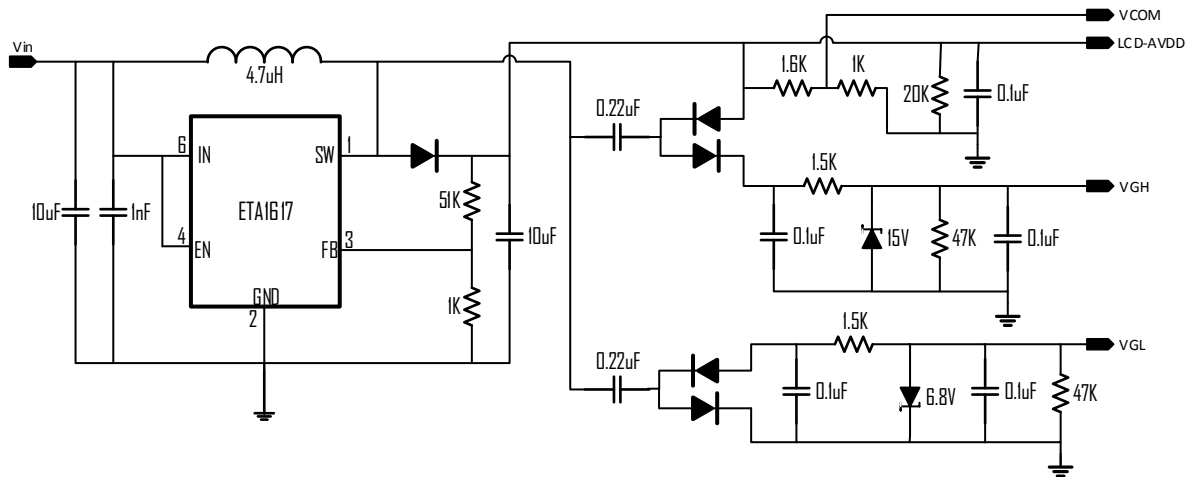 VCOM
Vin
LCD-AVDD
4.7uH
1.6K
1K
20K
0.1uF
0.22uF
6
IN
SW
1
1.5K
51K
VGH
10uF
1nF
ETA1617
10uF
0.1uF
15V
47K
0.1uF
4
EN
FB
3
GND
2
1K
1.5K
VGL
0.22uF
0.1uF
6.8V
0.1uF
47K